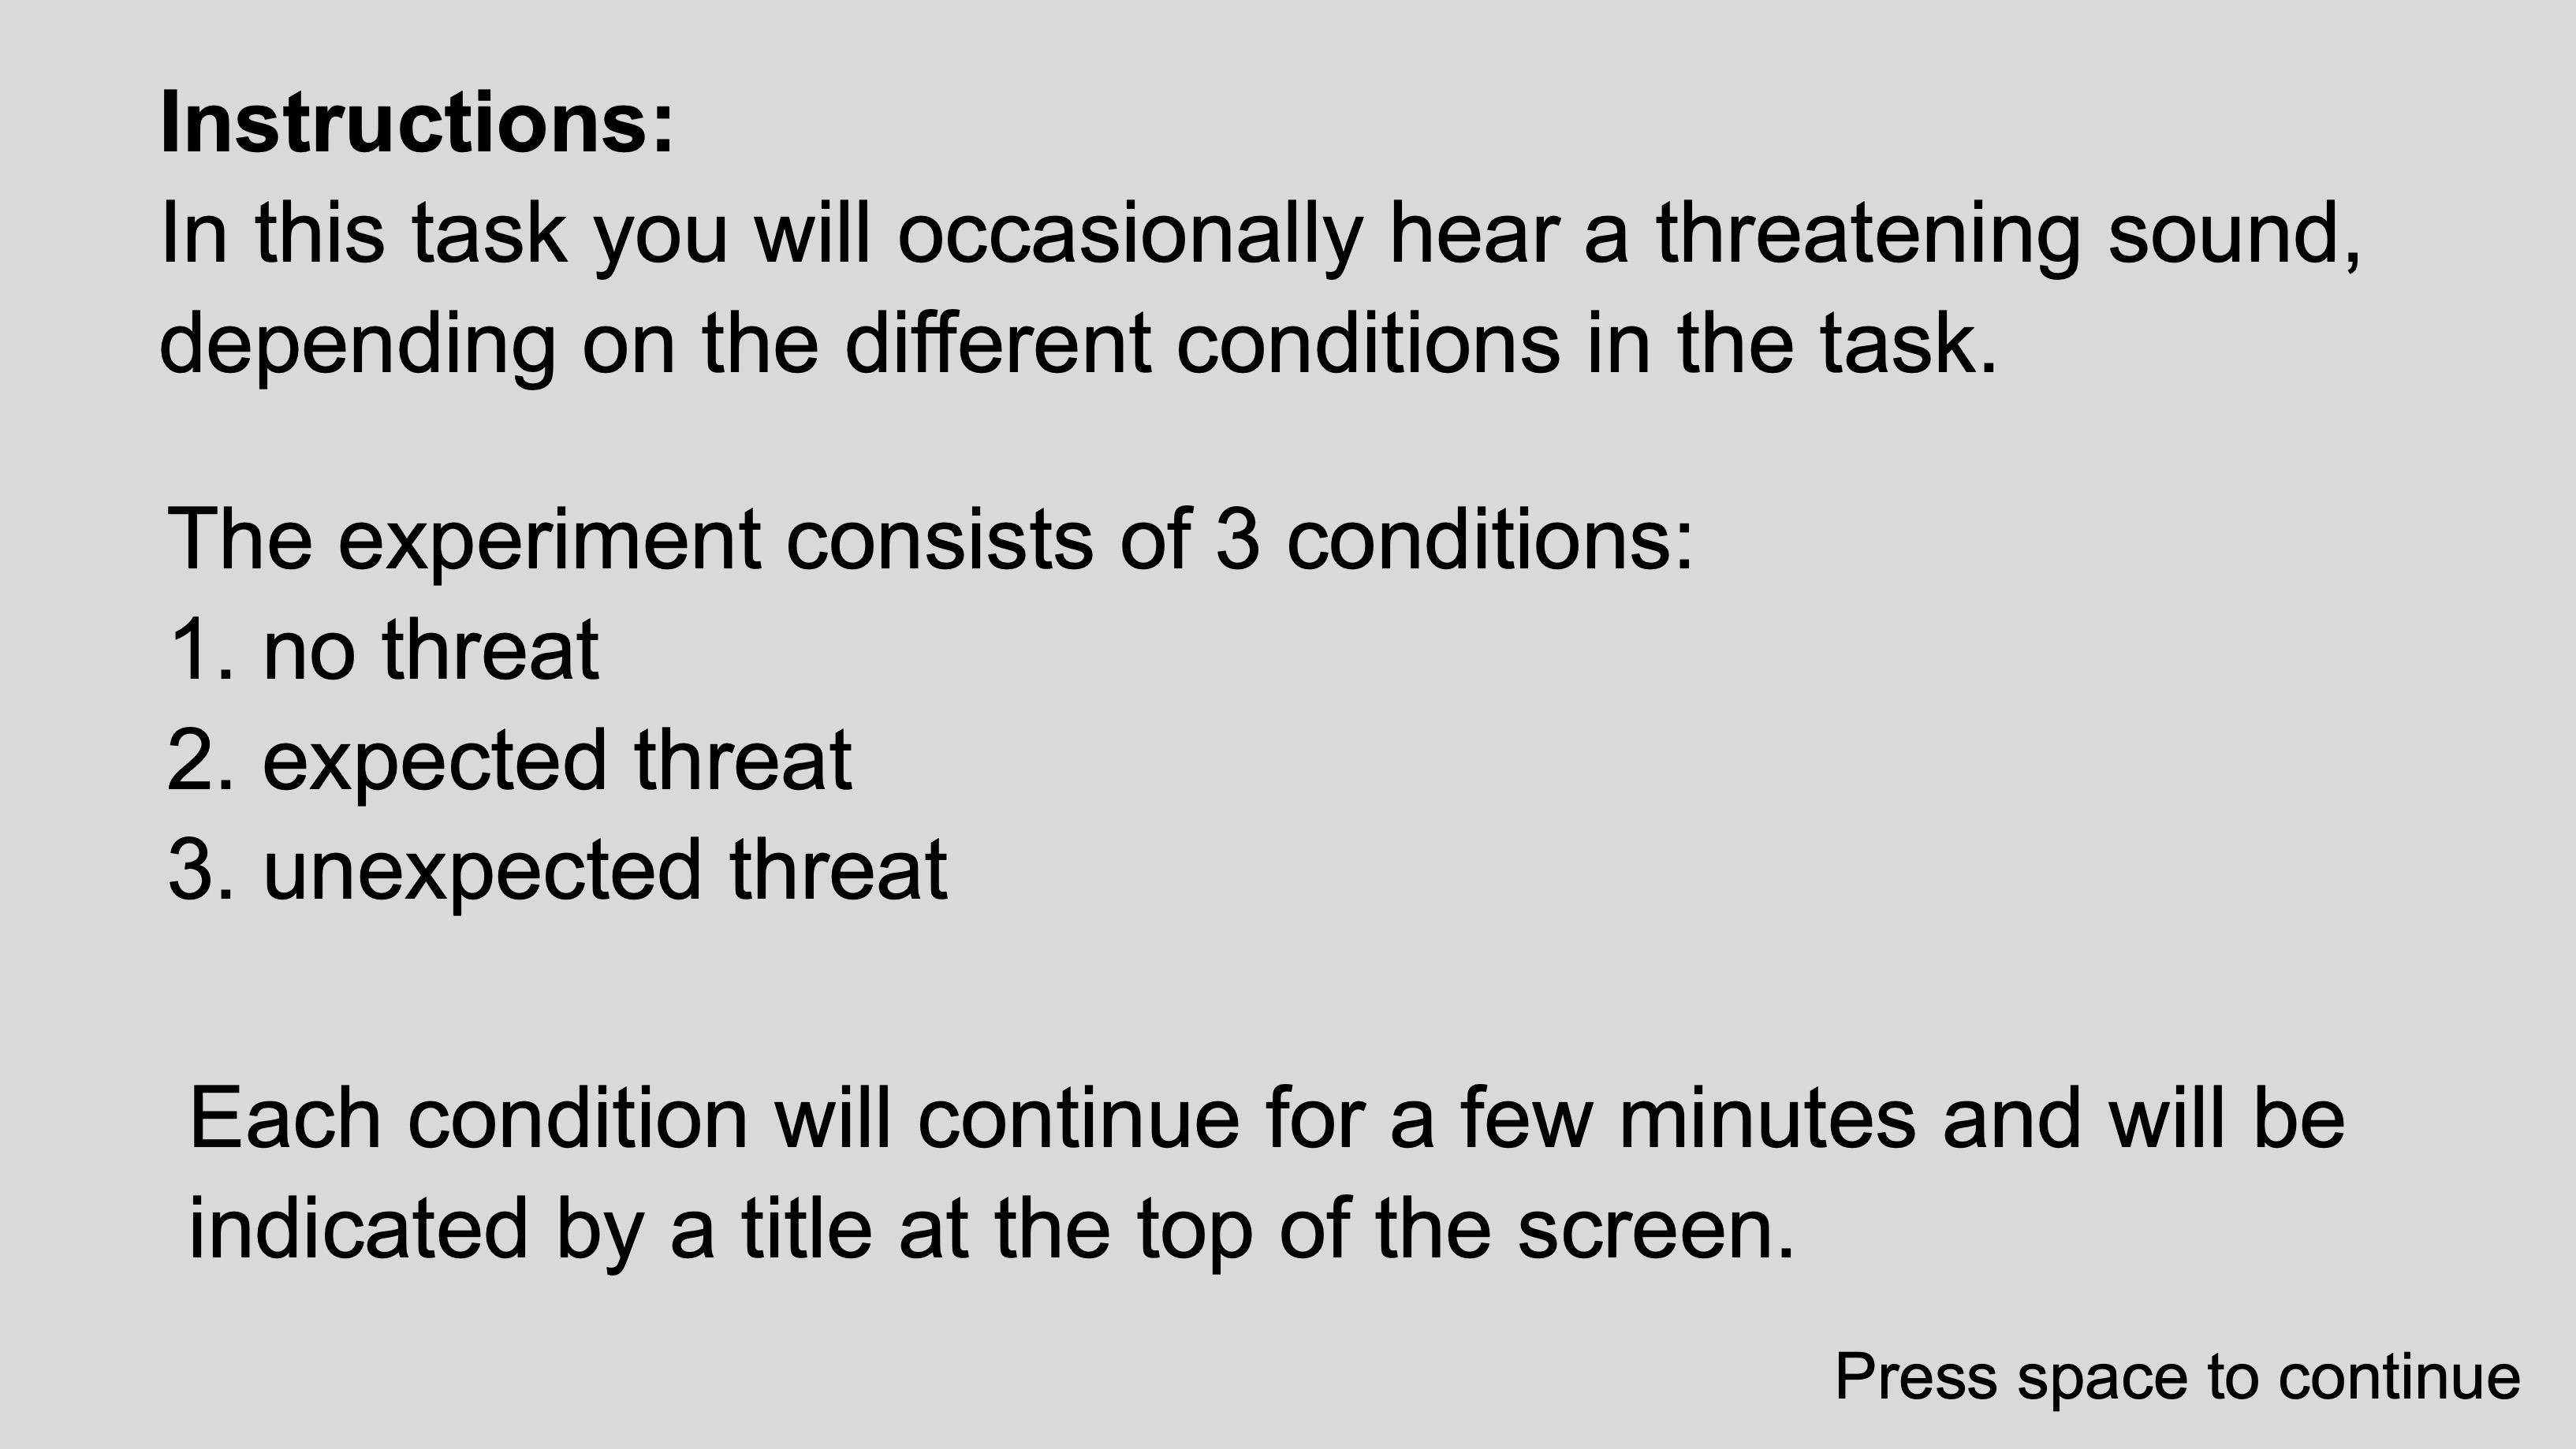 Instructions:
In this task you will occasionally hear a threatening sound,
depending on the different conditions in the task.
The experiment consists of 3 conditions:
1. no threat
2. expected threat
3. unexpected threat
Each condition will continue for a few minutes and will be
indicated by a title at the top of the screen.
Press space to continue